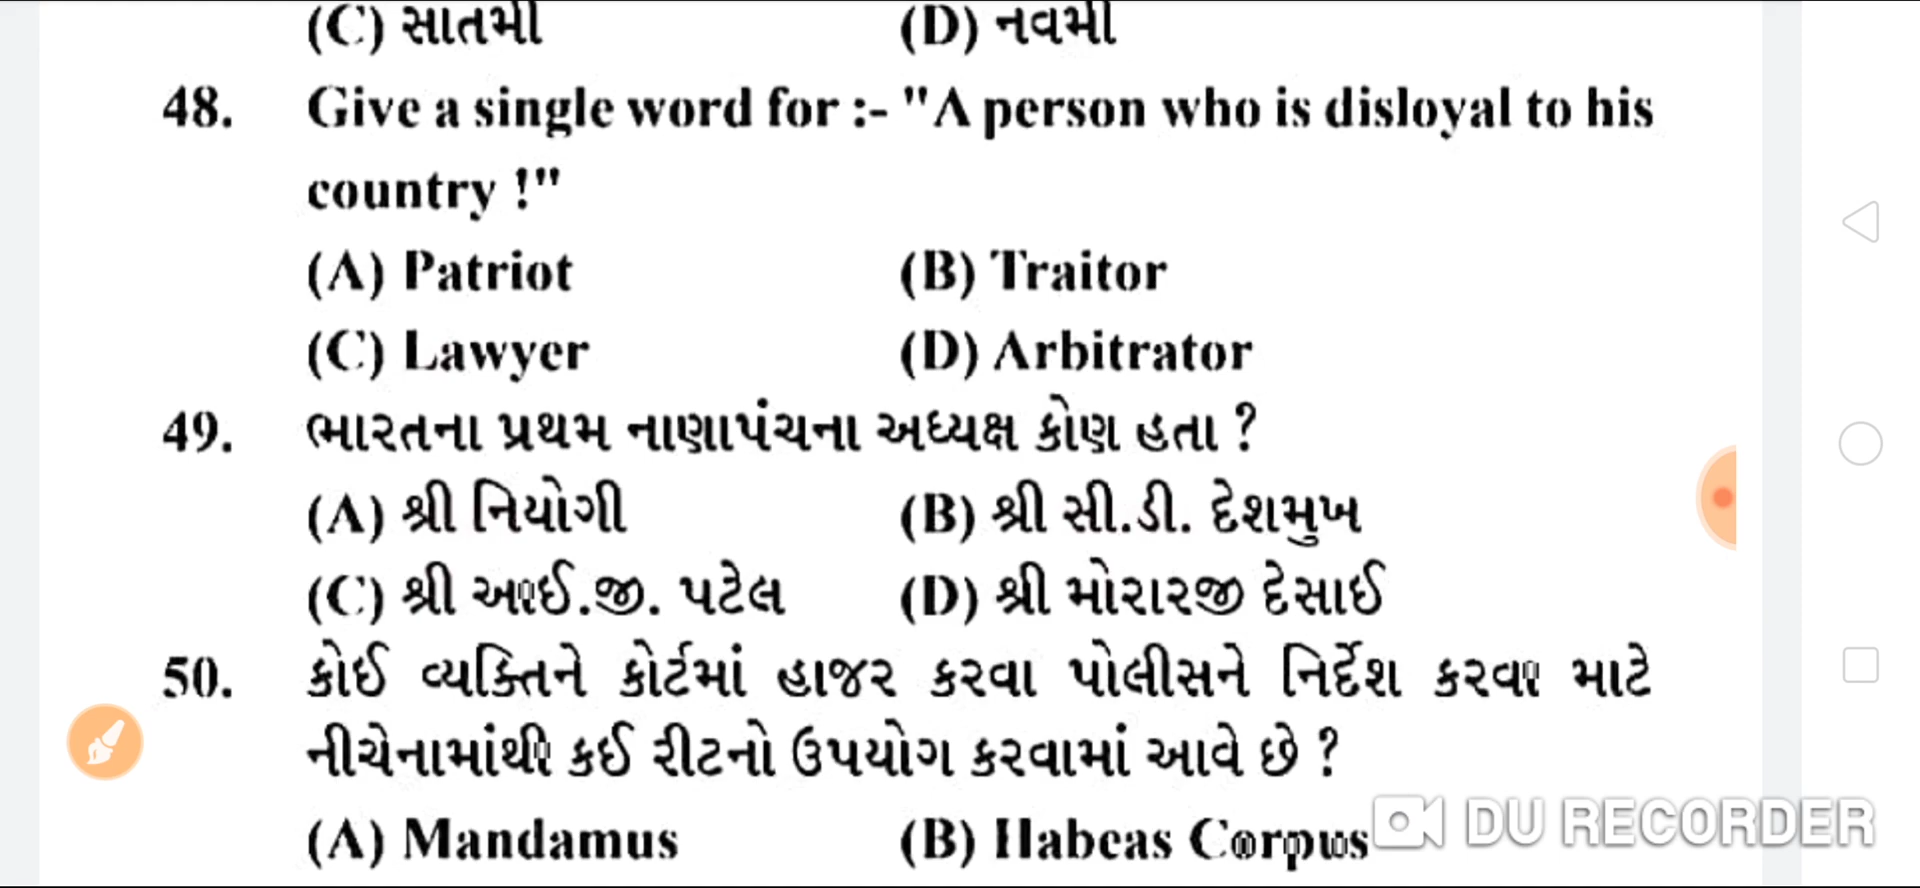 (C) સાતમી (D) નવમી
48. Give a single word for :- "A person who is disloyal to his
country !"
(A) Patriot (B) Traitor
(C) Lawyer (D) Arbitrator
49. ભારતના પ્રથમ નાણાપંચના અધ્યક્ષ કોણ હતા ?
(A) શ્રી નિયોગી (B) શ્રી સી.ડી. દેશમુખ
(C) શ્રી આઈ.જી. પટેલ (D) શ્રી મોરારજી દેસાઈ
50. કોઈ વ્યક્તિને કોર્ટમાં હાજર કરવા પોલીસને નિર્દેશ કરવા માટે
નીચેનામાંથી કઈ રીટનો ઉપયોગ કરવામાં આવે છે ?
(A) Mandamus (B) Habeas Corpus
DU RECORDER